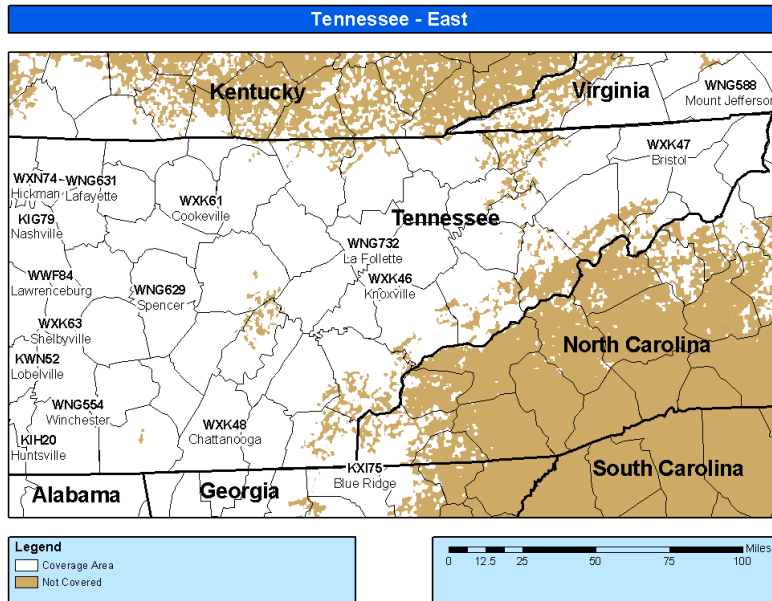 Tennessee - East
Kentucky
Virginia
WNG588
Mount Jefferson
WXK47
Bristol
WXN74
Hickman
WNG631
Lafayette
WXK61
Cookeville
KIG79
Nashville
Tennessee
WNG732
La Follette
WWF84
Lawrenceburg
WNG629
Spencer
WXK46
Knoxville
WXK63
Shelbyville
North Carolina
KWN52
Lobelville
WNG554
Winchester
WXK48
Chattanooga
KIH20
Huntsville
KXI75
Blue Ridge
South Carolina
Alabama
Georgia
Legend
Coverage Area
Not Covered
Miles
0 12.5 25 50 75 100